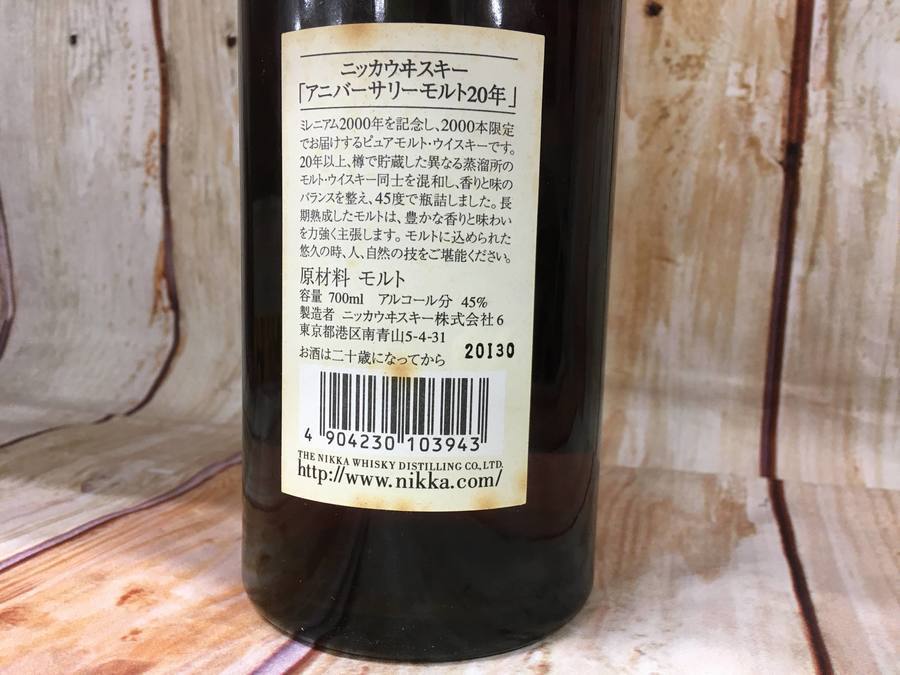 ニッカウヰスキー
「アニバーサリーモルト20年」
ミレニアム2000年を記念し、2000本限定
でお届けするピュアモルト・ウイスキーです。
20年以上、樽で貯蔵した異なる蒸溜所の
モルト・ウイスキー同士を混和し、香りと味の
バランスを整え、45度で瓶詰しました。長
期熟成したモルトは、豊かな香りと味わい
を力強く主張します。モルトに込められた
悠久の時、人、自然の技をご堪能ください。
原材料 モルト
容量 700ml アルコール分 45%
製造者 ニッカウヰスキー株式会社6
東京都港区南青山5-4-31
お酒は二十歳になってから 20I30
4 904230 103943
THE NIKKA WHISKY DISTILLING CO., LTD.
http://www.nikka.com/